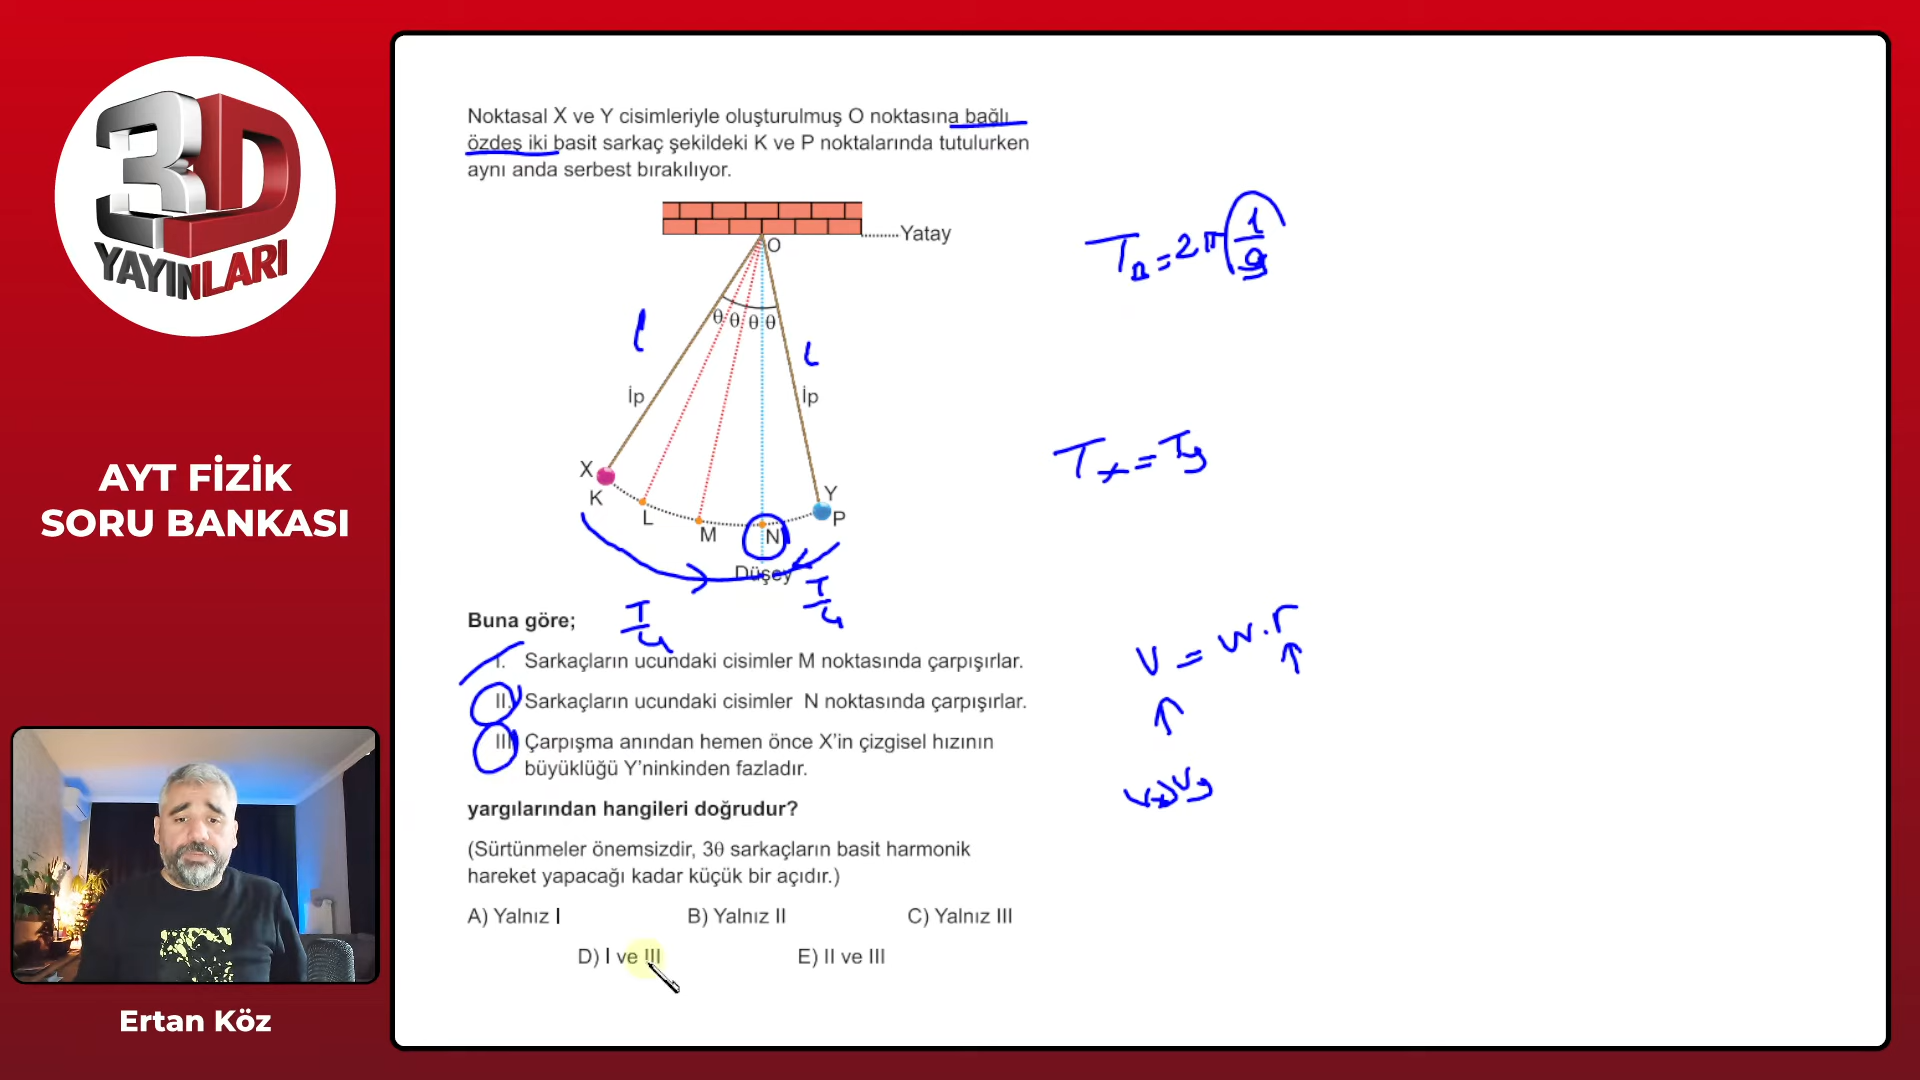 3D
YAYINLARI
AYT FİZİK
SORU BANKASI
Ertan Köz
Noktasal X ve Y cisimleriyle oluşturulmuş O noktasına bağlı
özdeş iki basit sarkaç şekildeki K ve P noktalarında tutulurken
aynı anda serbest bırakılıyor.
Yatay
O
θ θ θ θ
l
L
İp
İp
X
K
L
M
N
Y
P
Düşey
T/4
T/4
Buna göre;
I. Sarkaçların ucundaki cisimler M noktasında çarpışırlar.
II. Sarkaçların ucundaki cisimler N noktasında çarpışırlar.
III. Çarpışma anından hemen önce X'in çizgisel hızının
büyüklüğü Y'ninkinden fazladır.
yargılarından hangileri doğrudur?
(Sürtünmeler önemsizdir, 3θ sarkaçların basit harmonik
hareket yapacağı kadar küçük bir açıdır.)
A) Yalnız I B) Yalnız II C) Yalnız III
D) I ve III E) II ve III
Tx = Ty
V = w.r
Vx>Vy